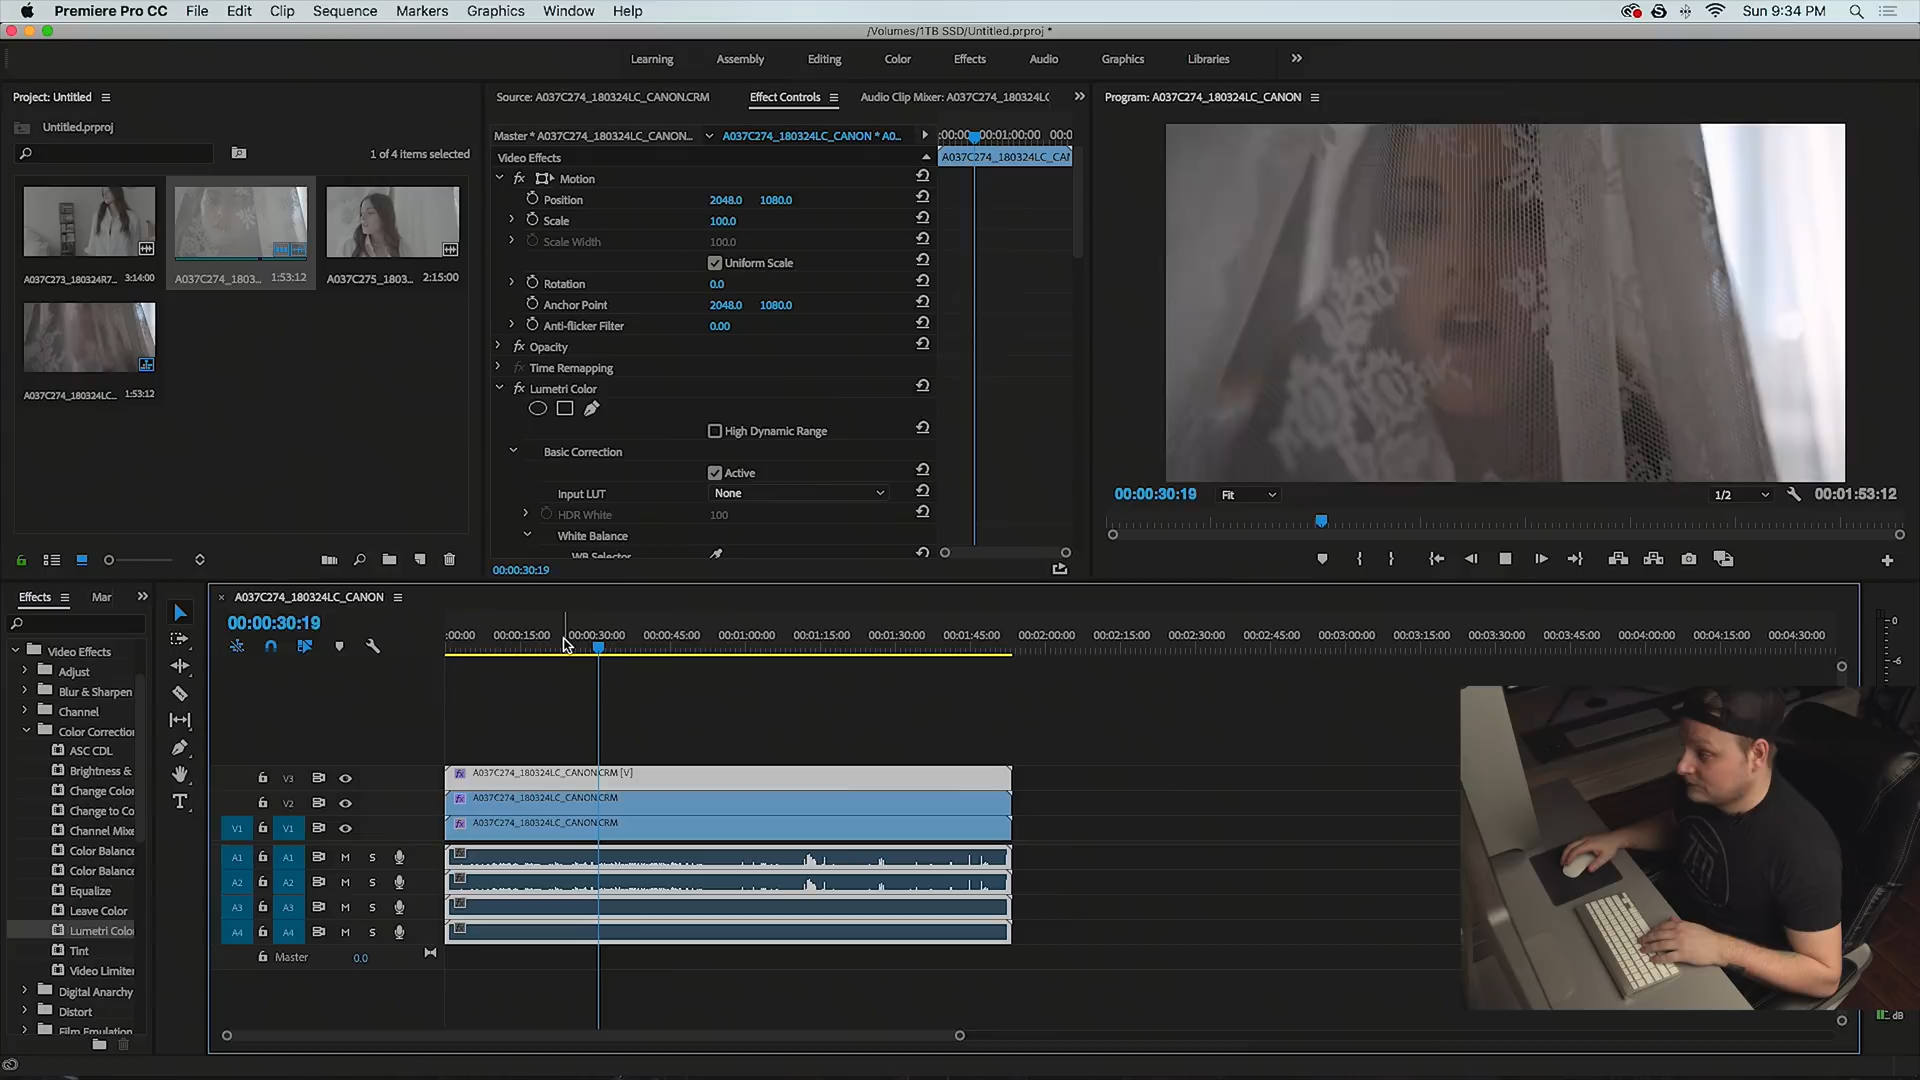 Premiere Pro CC File Edit Clip Sequence Markers Graphics Window Help Sun 9:34 PM
/Volumes/1TB SSD/Untitled.prproj *
Learning Assembly Editing Color Effects Audio Graphics Libraries
Project: Untitled
Untitled.prproj
1 of 4 items selected
A037C273_180324R7... 3:14:00
A037C274_1803... 1:53:12
A037C275_1803... 2:15:00
A037C274_180324LC... 1:53:12
Source: A037C274_180324LC_CANON.CRM Effect Controls Audio Clip Mixer: A037C274_180324L(
Master * A037C274_180324LC_CANON... A037C274_180324LC_CANON * A0...
:00:00 00:01:00:00 00:0
Video Effects
A037C274_180324LC_CAN
Motion
Position 2048.0 1080.0
Scale 100.0
Scale Width 100.0
Uniform Scale
Rotation 0.0
Anchor Point 2048.0 1080.0
Anti-flicker Filter 0.00
Opacity
Time Remapping
Lumetri Color
High Dynamic Range
Basic Correction
Active
Input LUT None
HDR White 100
White Balance
WB Selector
00:00:30:19
Program: A037C274_180324LC_CANON
00:00:30:19 Fit 1/2 00:01:53:12
Effects Mar
Video Effects
Adjust
Blur & Sharpen
Channel
Color Correctio
ASC CDL
Brightness &
Change Color
Change to Co
Channel Mixe
Color Balance
Color Balance
Equalize
Leave Color
Lumetri Colo
Tint
Video Limite
Digital Anarchy
Distort
Film Emulation
A037C274_180324LC_CANON
00:00:30:19
:00:00 00:00:15:00 00:00:30:00 00:00:45:00 00:01:00:00 00:01:15:00 00:01:30:00 00:01:45:00 00:02:00:00 00:02:15:00 00:02:30:00 00:02:45:00 00:03:00:00 00:03:15:00 00:03:30:00 00:03:45:00 00:04:00:00 00:04:15:00 00:04:30:00
V3 A037C274_180324LC_CANON.CRM [V]
V2 A037C274_180324LC_CANON.CRM
V1 V1 A037C274_180324LC_CANON.CRM
A1 A1 M S
A2 A2 M S
A3 A3 M S
A4 A4 M S
Master 0.0
0
-6
dB